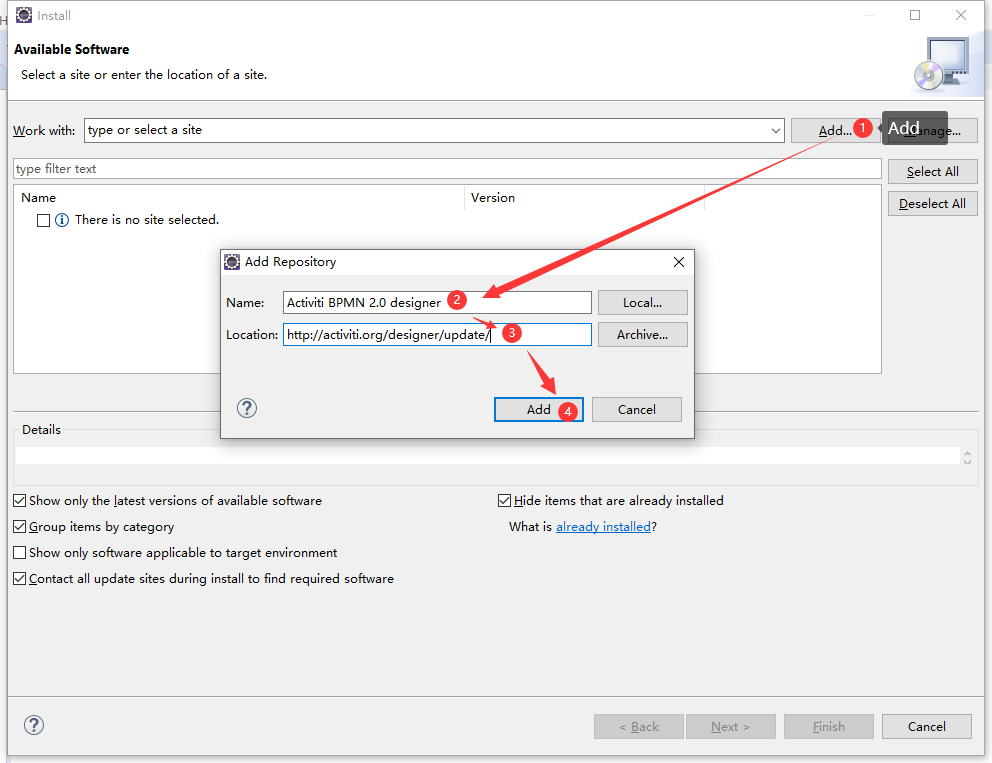 Install
Available Software
Select a site or enter the location of a site.
Work with: type or select a site Add... 1 Add
type filter text Select All
Name Version Deselect All
There is no site selected.
Add Repository
Name: Activiti BPMN 2.0 designer 2 Local...
Location: http://activiti.org/designer/update/ 3 Archive...
Add 4 Cancel
Details
Show only the latest versions of available software Hide items that are already installed
Group items by category What is already installed?
Show only software applicable to target environment
Contact all update sites during install to find required software
< Back Next > Finish Cancel